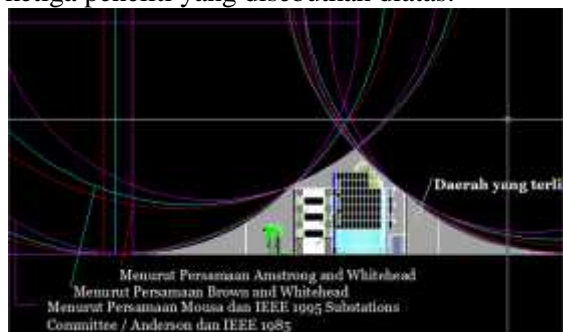 ketiga peneliti yang disebutkan diatas.
Daerah yang terli
Menurut Persamaan Amstrong and Whitehead
Menurut Persamaan Brown and Whitehead
Menurut Persamaan Mousa dan IEEE 1995 Substations
Committee / Anderson dan IEEE 1985